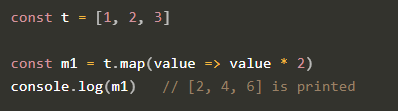 const t = [1, 2, 3]
const m1 = t.map(value => value * 2)
console.log(m1)   // [2, 4, 6] is printed